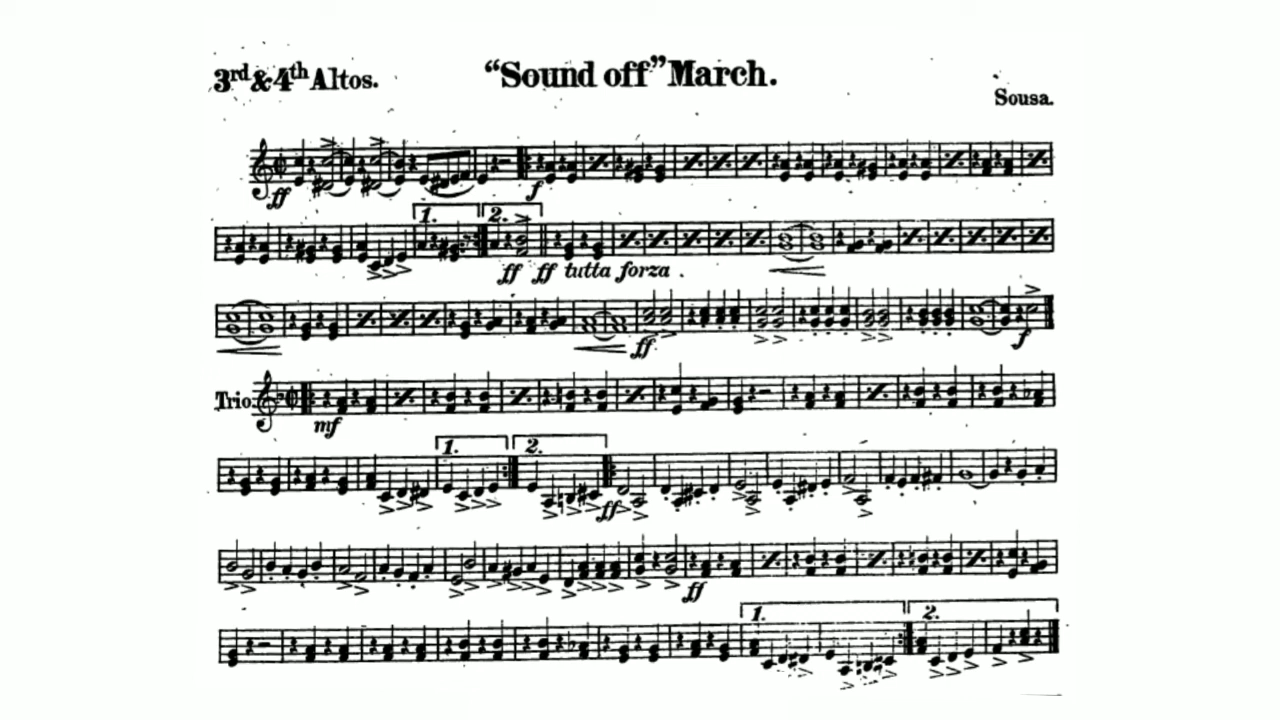 3rd & 4th Altos.
“Sound off” March.
Sousa.
ff
f
1.
2.
ff ff tutta forza .
ff
f
Trio.
mf
1.
2.
ff
ff
1.
2.